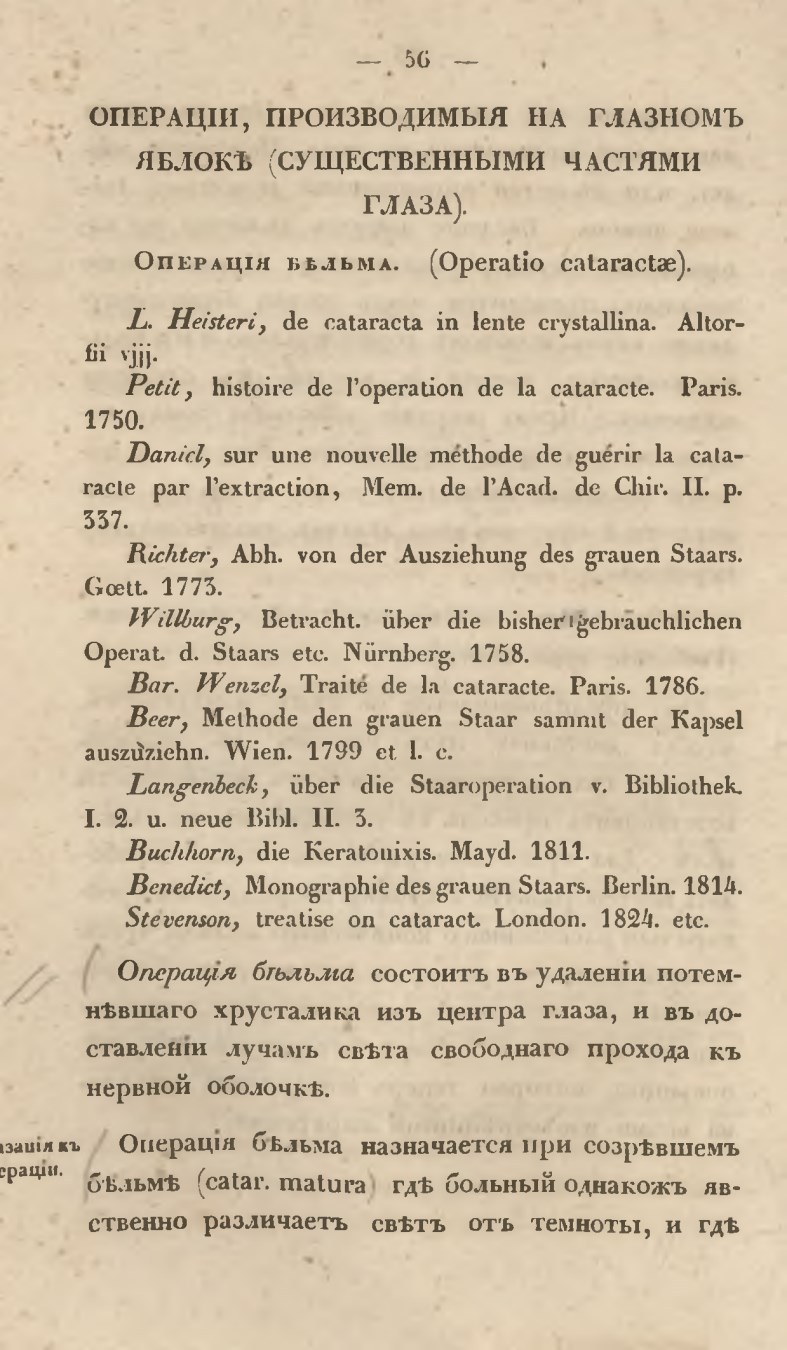 — 56 —
ОПЕРАЦІИ, ПРОИЗВОДИМЫЯ НА ГЛАЗНОМЪ
ЯБЛОКѢ (СУЩЕСТВЕННЫМИ ЧАСТЯМИ
ГЛАЗА).
Операція бѣльма. (Operatio cataractæ).
L. Heisteri, de cataracta in lente crystallina. Altor-
fii vjjj.
Petit, histoire de l’operation de la cataracte. Paris.
1750.
Daniel, sur une nouvelle méthode de guérir la cata-
racte par l’extraction, Mem. de l’Acad. de Chir. II. p.
337.
Richter, Abh. von der Ausziehung des grauen Staars.
Gœtt. 1773.
Willburg, Betracht. über die bisher gebräuchlichen
Operat. d. Staars etc. Nürnberg. 1758.
Bar. Wenzel, Traité de la cataracte. Paris. 1786.
Beer, Methode den grauen Staar sammt der Kapsel
auszuziehn. Wien. 1799 et l. c.
Langenbeck, über die Staaroperation v. Bibliothek.
I. 2. u. neue Bibl. II. 3.
Buchhorn, die Keratonixis. Mayd. 1811.
Benedict, Monographie des grauen Staars. Berlin. 1814.
Stevenson, treatise on cataract. London. 1824. etc.
Операція бѣльма состоитъ въ удаленіи потем-
нѣвшаго хрусталика изъ центра глаза, и въ до-
ставленіи лучамъ свѣта свободнаго прохода къ
нервной оболочкѣ.
Операція бѣльма назначается при созрѣвшемъ
бѣльмѣ (catar. matura) гдѣ больный однакожъ яв-
ственно различаетъ свѣтъ отъ темноты, и гдѣ